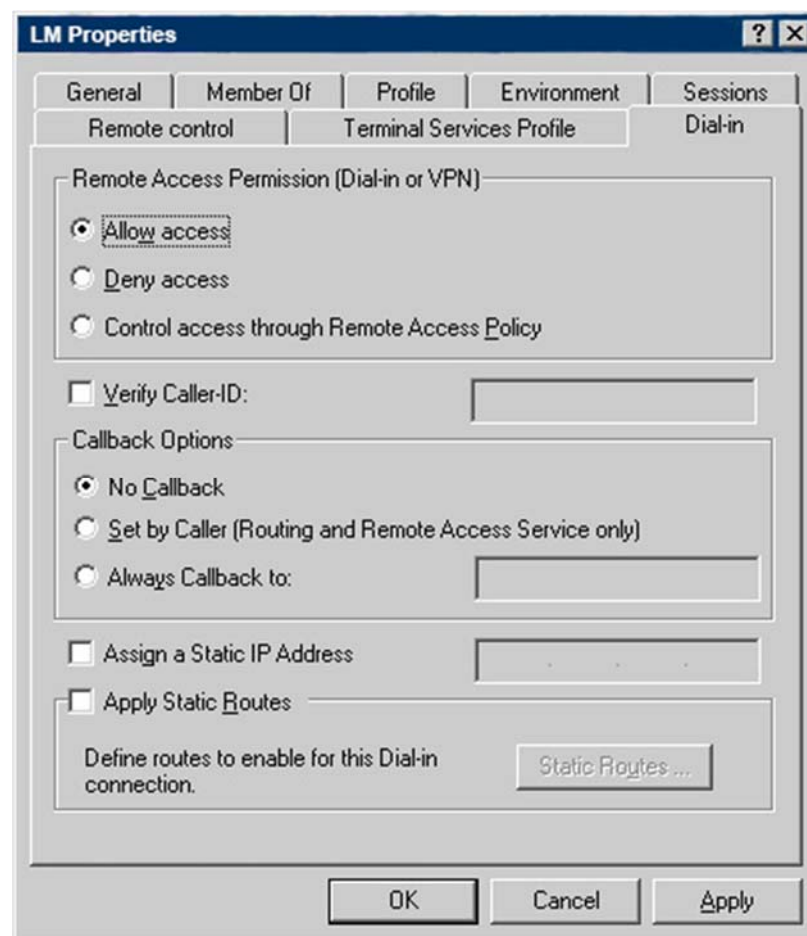 LM Properties
General Member Of Profile Environment Sessions
Remote control Terminal Services Profile Dial-in
Remote Access Permission (Dial-in or VPN)
Allow access
Deny access
Control access through Remote Access Policy
Verify Caller-ID:
Callback Options
No Callback
Set by Caller (Routing and Remote Access Service only)
Always Callback to:
Assign a Static IP Address
Apply Static Routes
Define routes to enable for this Dial-in
connection.
Static Routes ...
OK Cancel Apply